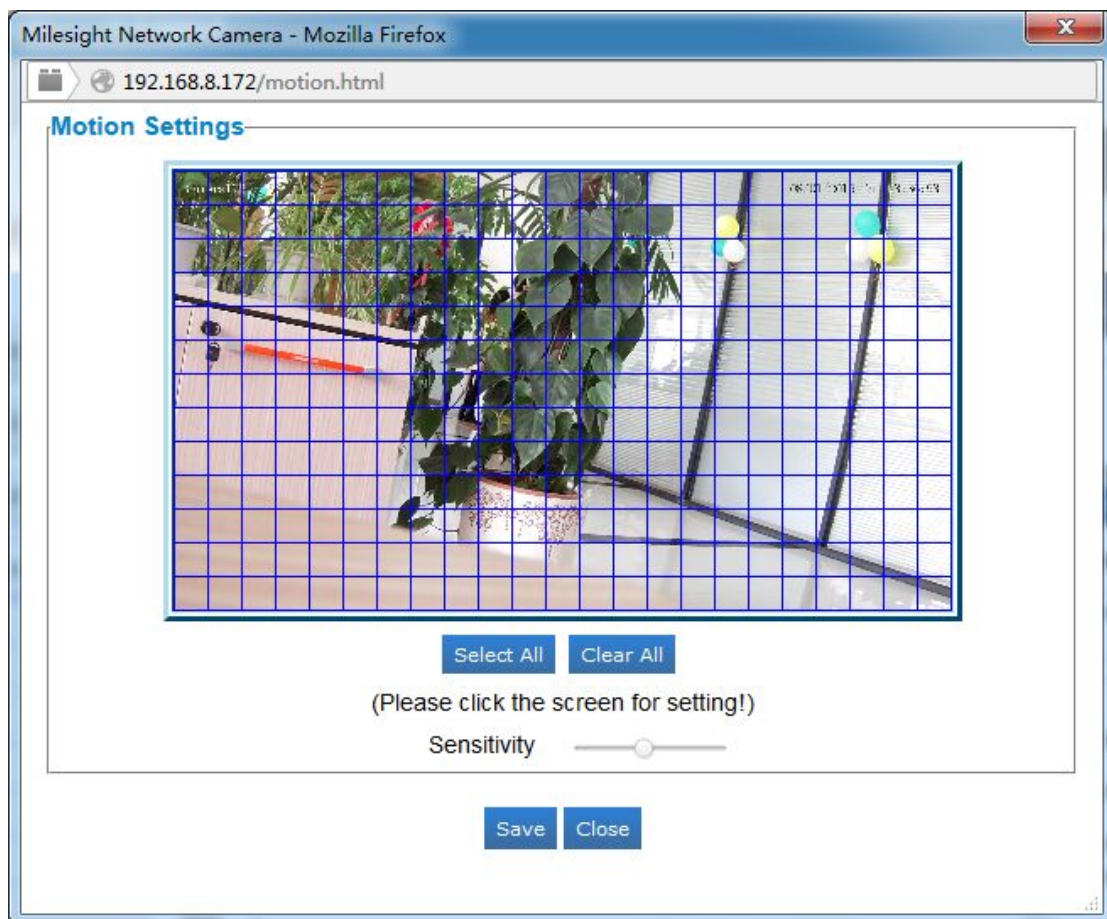 Milesight Network Camera - Mozilla Firefox
192.168.8.172/motion.html
Motion Settings
Select All Clear All
(Please click the screen for setting!)
Sensitivity
Save Close